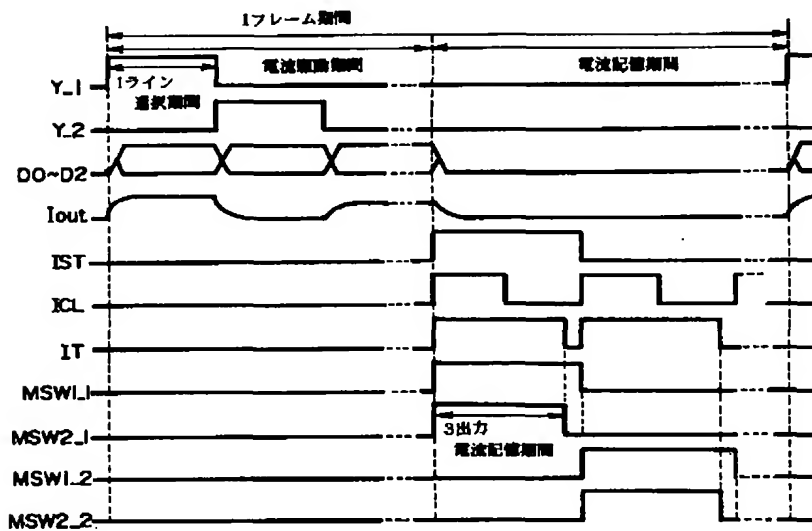 1フレーム期間
電流駆動期間
電流記憶期間
Y_1
1ライン
選択期間
Y_2
D0~D2
Iout
IST
ICL
IT
MSW1_1
MSW2_1
3出力
電流記憶期間
MSW1_2
MSW2_2